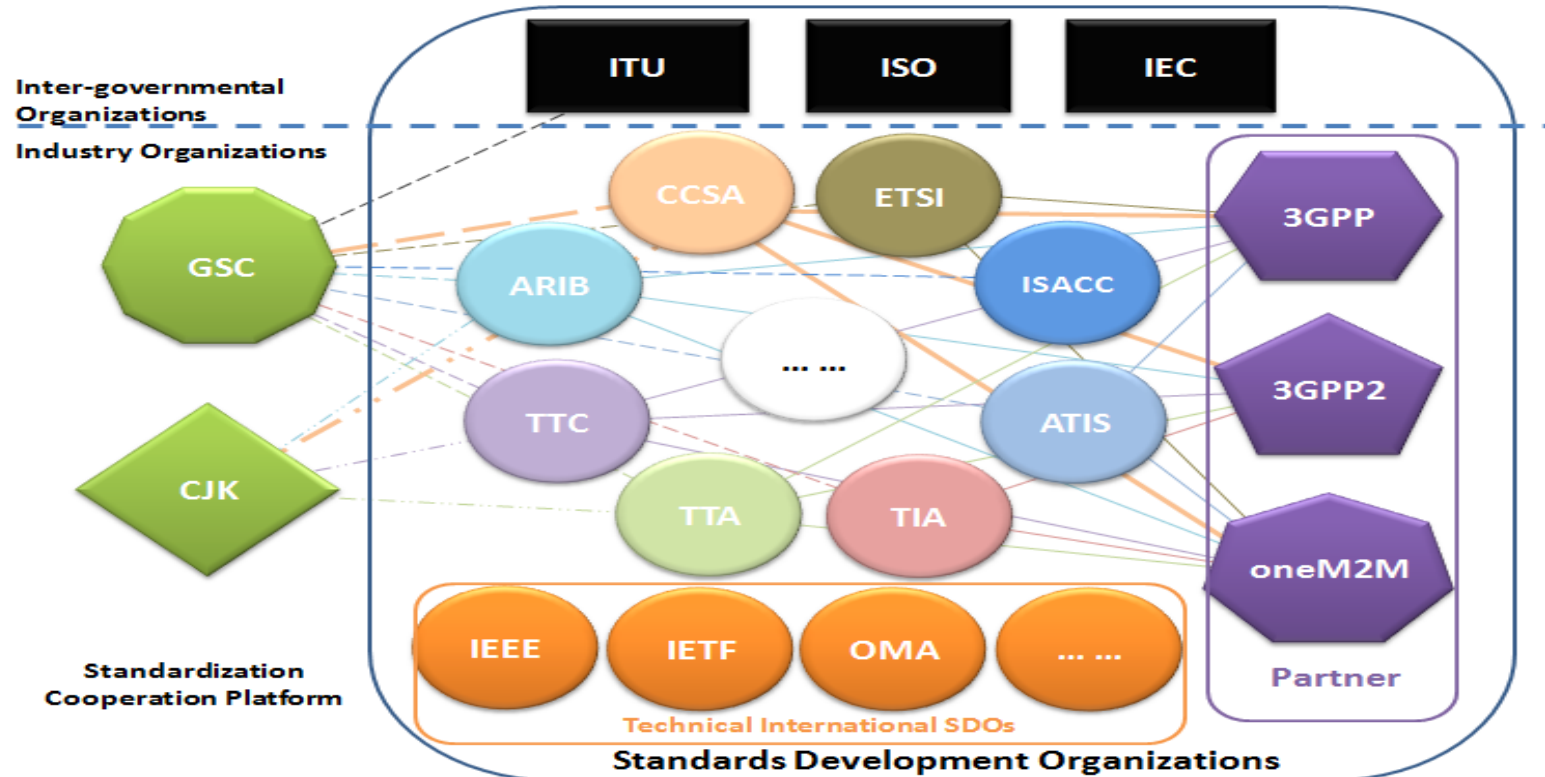 ITU
ISO
IEC
Inter-governmental
Organizations
Industry Organizations
CCSA
ETSI
3GPP
GSC
ARIB
ISACC
... ...
3GPP2
TTC
ATIS
CJK
TTA
TIA
oneM2M
IEEE
IETF
OMA
... ...
Partner
Standardization
Cooperation Platform
Technical International SDOs
Standards Development Organizations